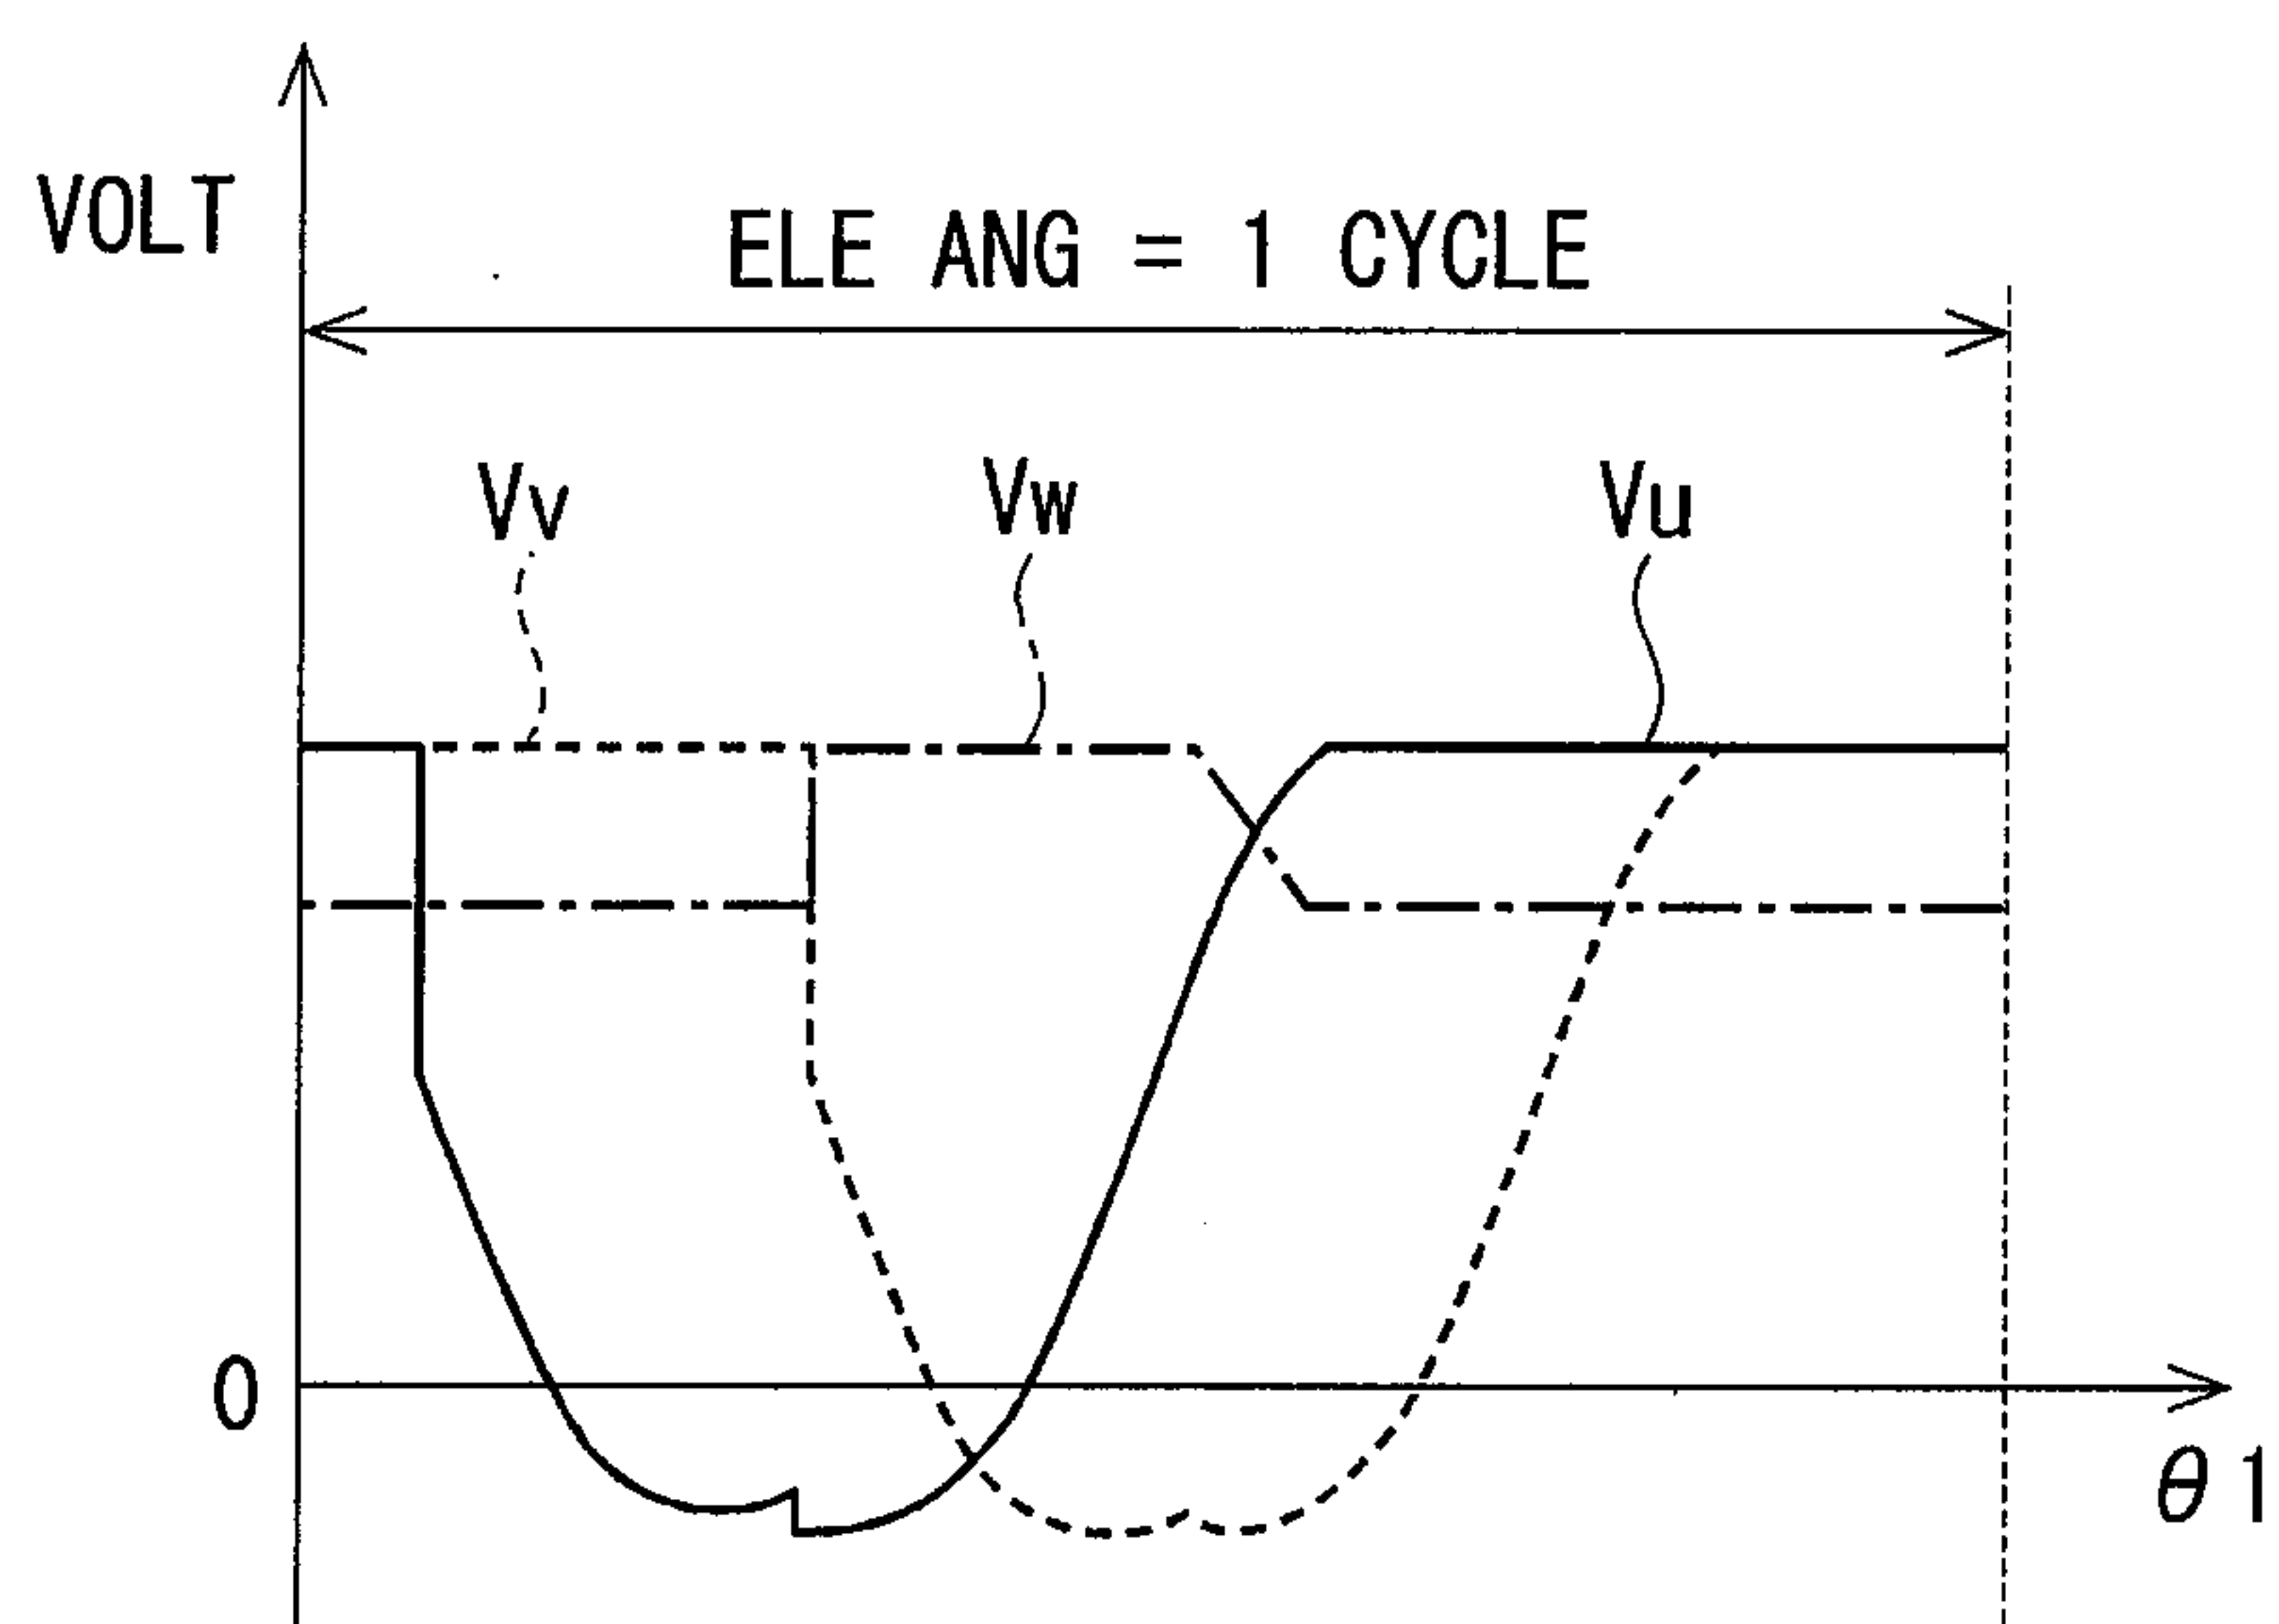 VOLT
ELE ANG = 1 CYCLE
Vv Vw Vu
0
θ1